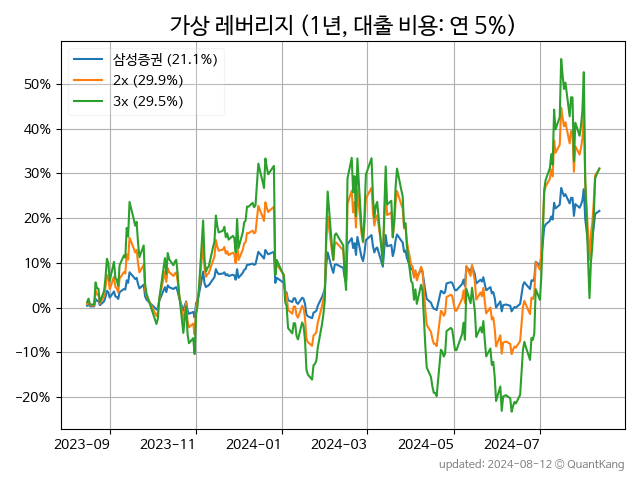 가상 레버리지 (1년, 대출 비용: 연 5%)
삼성증권 (21.1%)
2x (29.9%)
3x (29.5%)
50%
40%
30%
20%
10%
0%
−10%
−20%
2023-09
2023-11
2024-01
2024-03
2024-05
2024-07
updated: 2024-08-12 © QuantKang